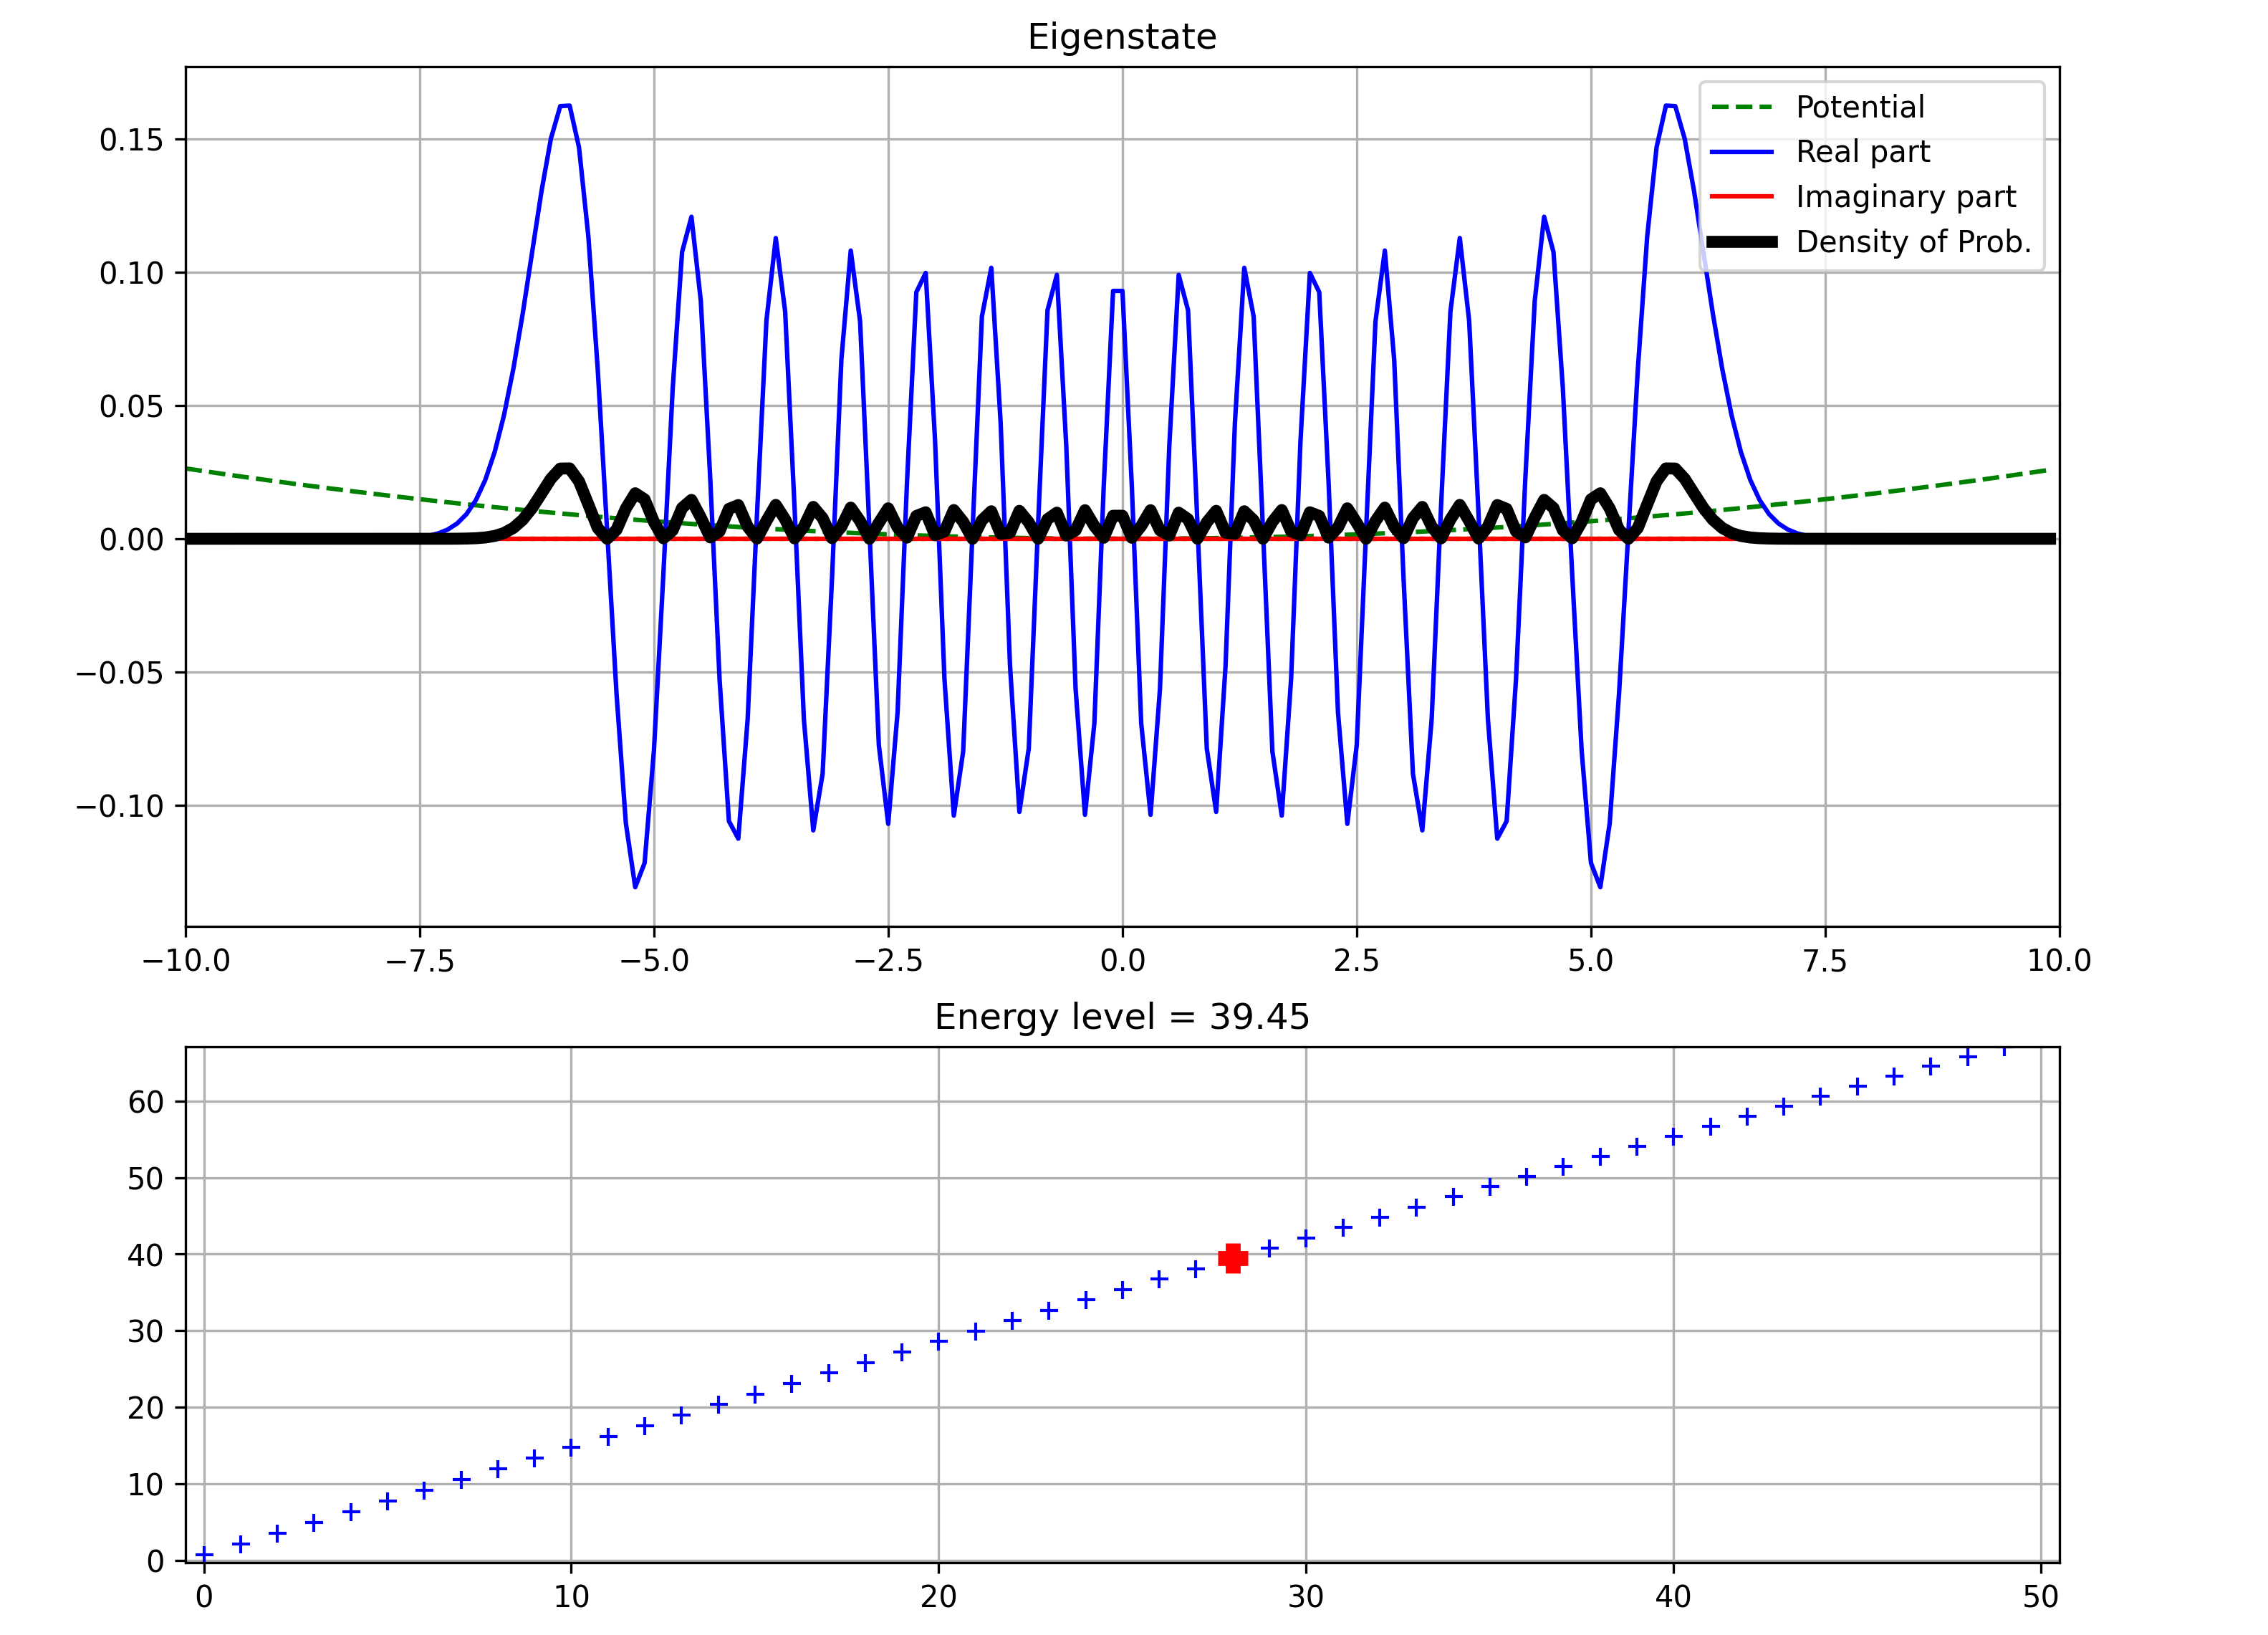 Eigenstate
0.15
0.10
0.05
0.00
−0.05
−0.10
Potential
Real part
Imaginary part
Density of Prob.
−10.0 −7.5 −5.0 −2.5 0.0 2.5 5.0 7.5 10.0
Energy level = 39.45
60
50
40
30
20
10
0
0 10 20 30 40 50